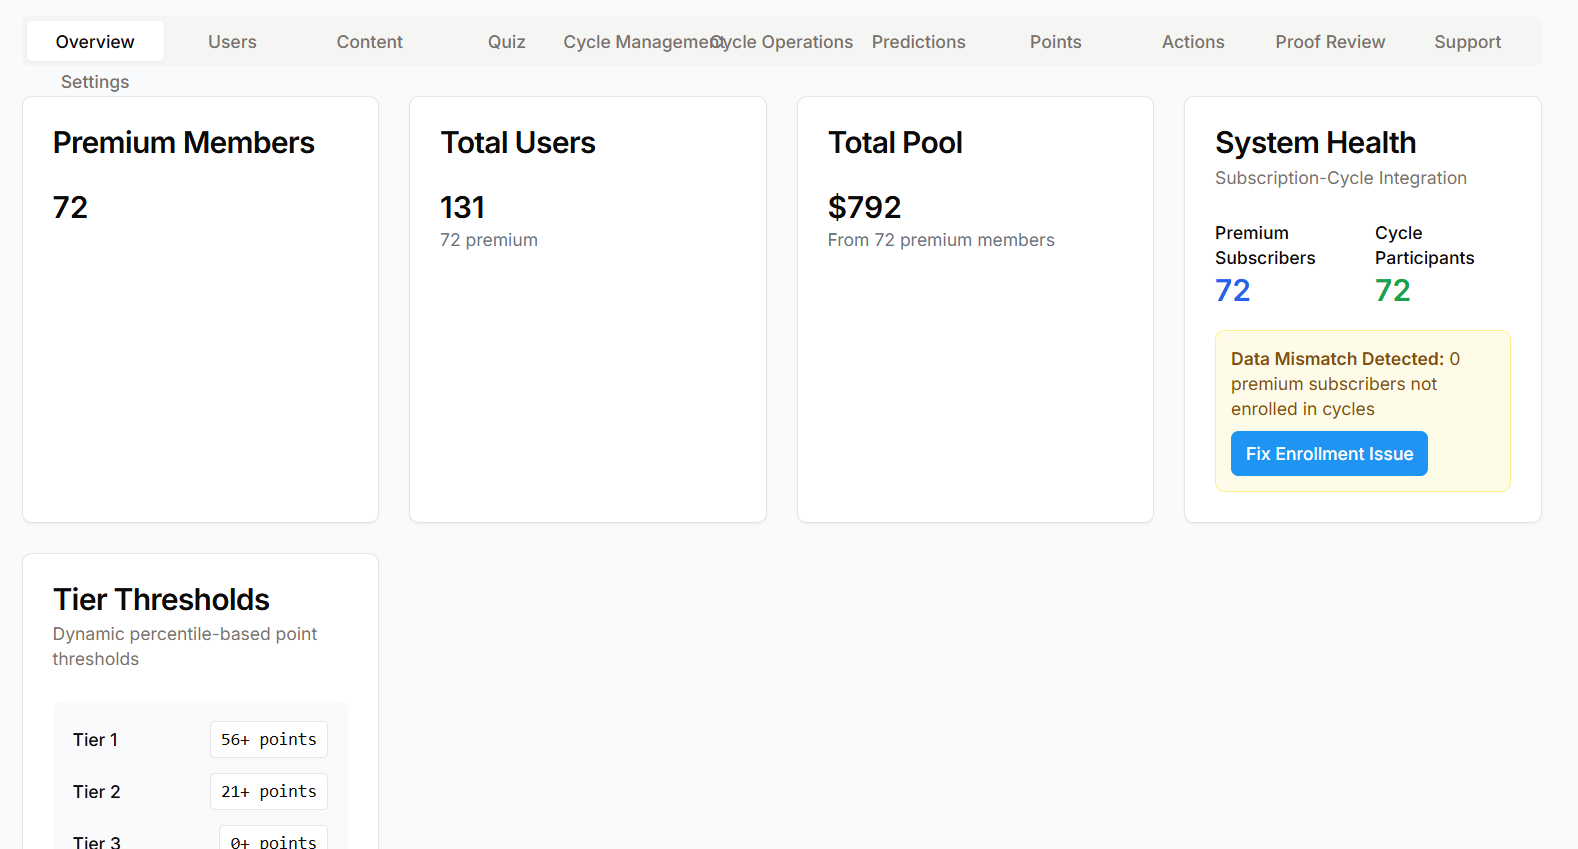 Overview
Users
Content
Quiz
Cycle Management
Cycle Operations
Predictions
Points
Actions
Proof Review
Support
Settings
Premium Members
72
Total Users
131
72 premium
Total Pool
$792
From 72 premium members
System Health
Subscription-Cycle Integration
Premium
Subscribers
72
Cycle
Participants
72
Data Mismatch Detected: 0
premium subscribers not
enrolled in cycles
Fix Enrollment Issue
Tier Thresholds
Dynamic percentile-based point
thresholds
Tier 1
56+ points
Tier 2
21+ points
Tier 3
0+ points